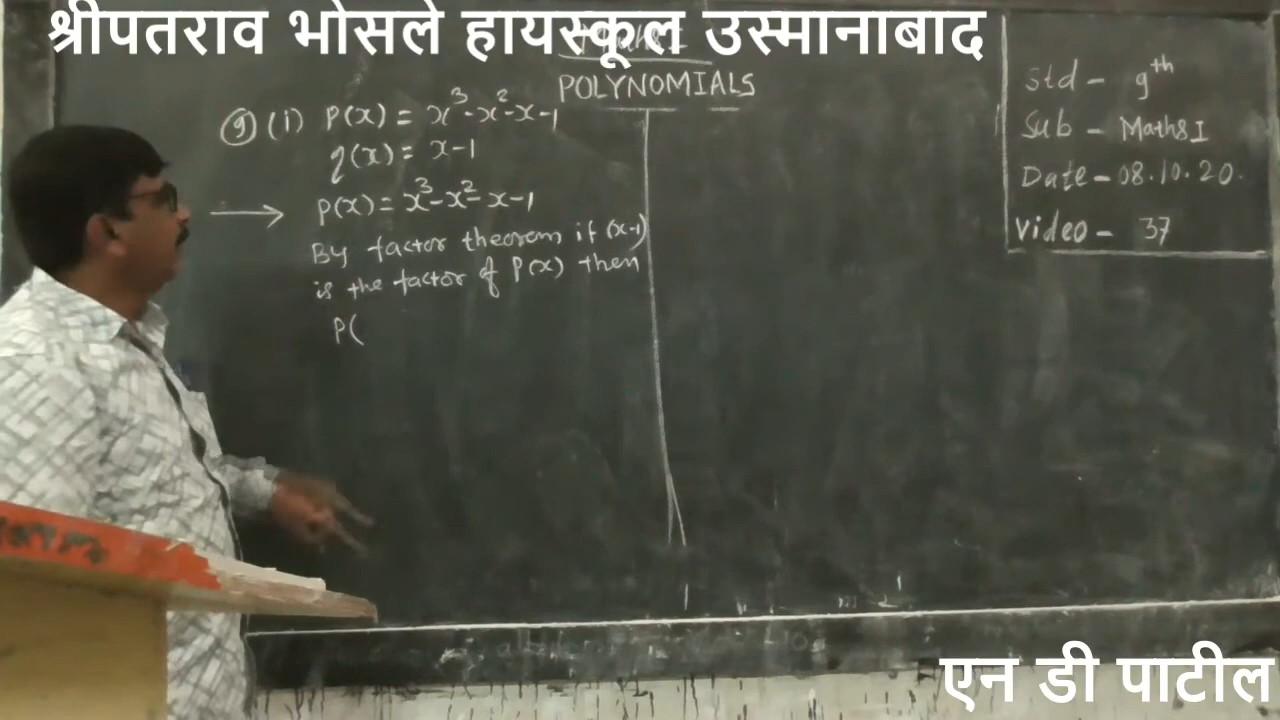 श्रीपतराव भोसले हायस्कूल उस्मानाबाद
POLYNOMIALS
9 (i) P(x) = x³-x²-x-1
q(x) = x-1
→ P(x) = x³-x²-x-1
By factor theorem if (x-1)
is the factor of P(x) then
P(
Std - 9th
Sub - Maths I
Date - 08.10.20.
Video - 37
एन डी पाटील